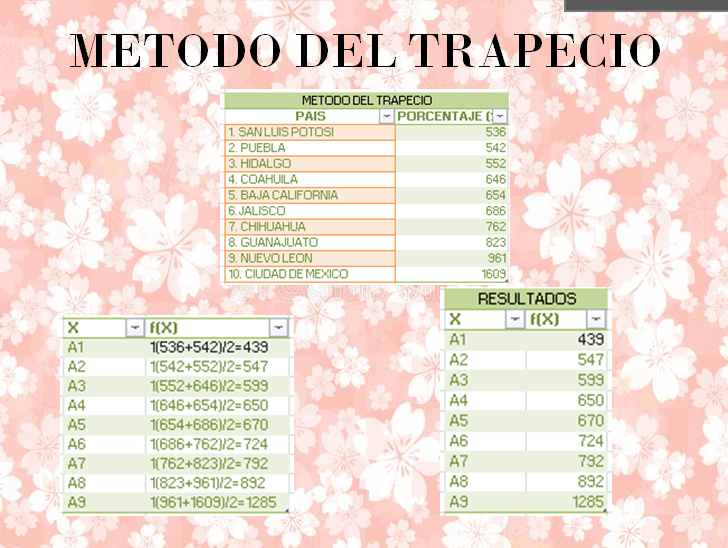 METODO DEL TRAPECIO
METODO DEL TRAPECIO
PAIS PORCENTAJE (
1. SAN LUIS POTOSI 536
2. PUEBLA 542
3. HIDALGO 552
4. COAHUILA 646
5. BAJA CALIFORNIA 654
6.JALISCO 686
7. CHIHUAHUA 762
8. GUANAJUATO 823
9. NUEVO LEON 961
10. CIUDAD DE MEXICO 1609
X f(X)
A1 1(536+542)/2=439
A2 1(542+552)/2=547
A3 1(552+646)/2=599
A4 1(646+654)/2=650
A5 1(654+686)/2=670
A6 1(686+762)/2=724
A7 1(762+823)/2=792
A8 1(823+961)/2=892
A9 1(961+1609)/2=1285
RESULTADOS
X f(X)
A1 439
A2 547
A3 599
A4 650
A5 670
A6 724
A7 792
A8 892
A9 1285